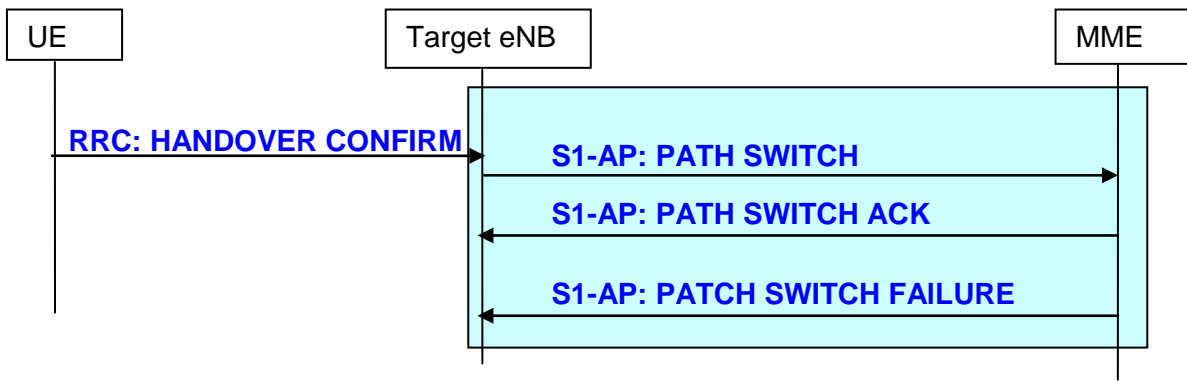 UE
Target eNB
MME
RRC: HANDOVER CONFIRM
S1-AP: PATH SWITCH
S1-AP: PATH SWITCH ACK
S1-AP: PATCH SWITCH FAILURE